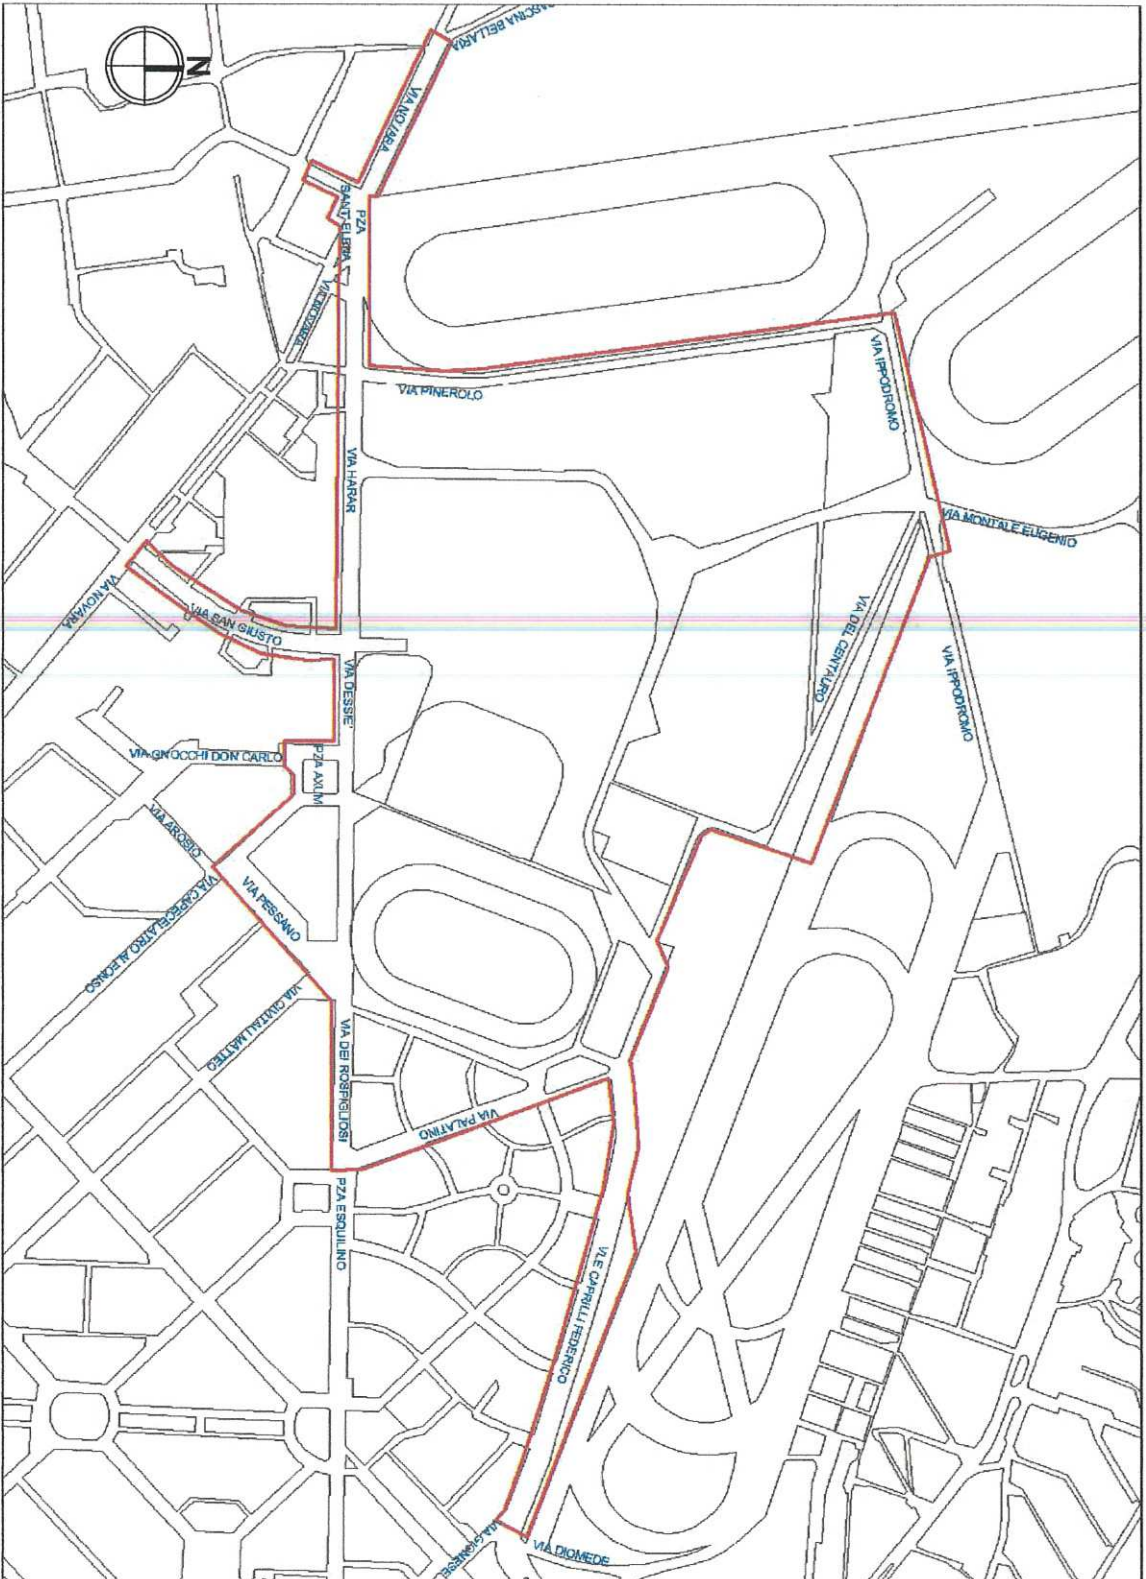 N
VIA NOVARA
PZA
SANT ELENA
VIA NOVARA
VIA PINEROLO
VIA IPPODROMO
VIA MONTALE EUGENIO
VIA HARAR
VIA NOVARA
VIA SAN GIUSTO
VIA DESSIE'
VIA DEL CENTAURO
VIA IPPODROMO
VIA GNOCCHI DON CARLO
PZA AXUM
VIA AROSIO
VIA PESSANO
VIA CAPECELATRO ALFONSO
VIA CIVITALI MATTEO
VIA DEI ROSPIGLIOSI
VIA PALATINO
PZA ESQUILINO
VLE CAPRILLI FEDERICO
VIA DIOMEDE